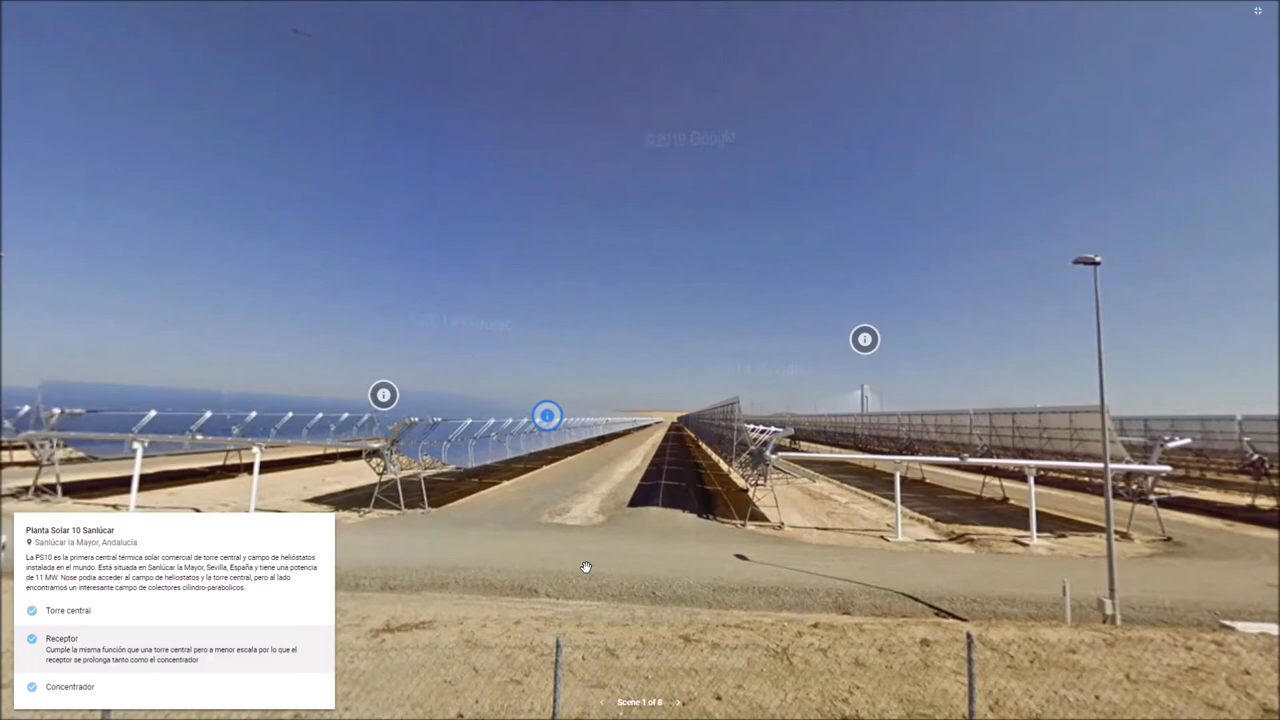 ©2019 Google
Planta Solar 10 Sanlúcar
Sanlúcar la Mayor, Andalucía
La PS10 es la primera central térmica solar comercial de torre central y campo de helióstatos
instalada en el mundo. Está situada en Sanlúcar la Mayor, Sevilla, España y tiene una potencia
de 11 MW. Nose podia acceder al campo de heliostatos y la torre central, pero al lado
encontramos un interesante campo de colectores cilindro-parabolicos.
Torre central
Receptor
Cumple la misma función que una torre central pero a menor escala por lo que el
receptor se prolonga tanto como el concentrador
Concentrador
Scene 1 of 8